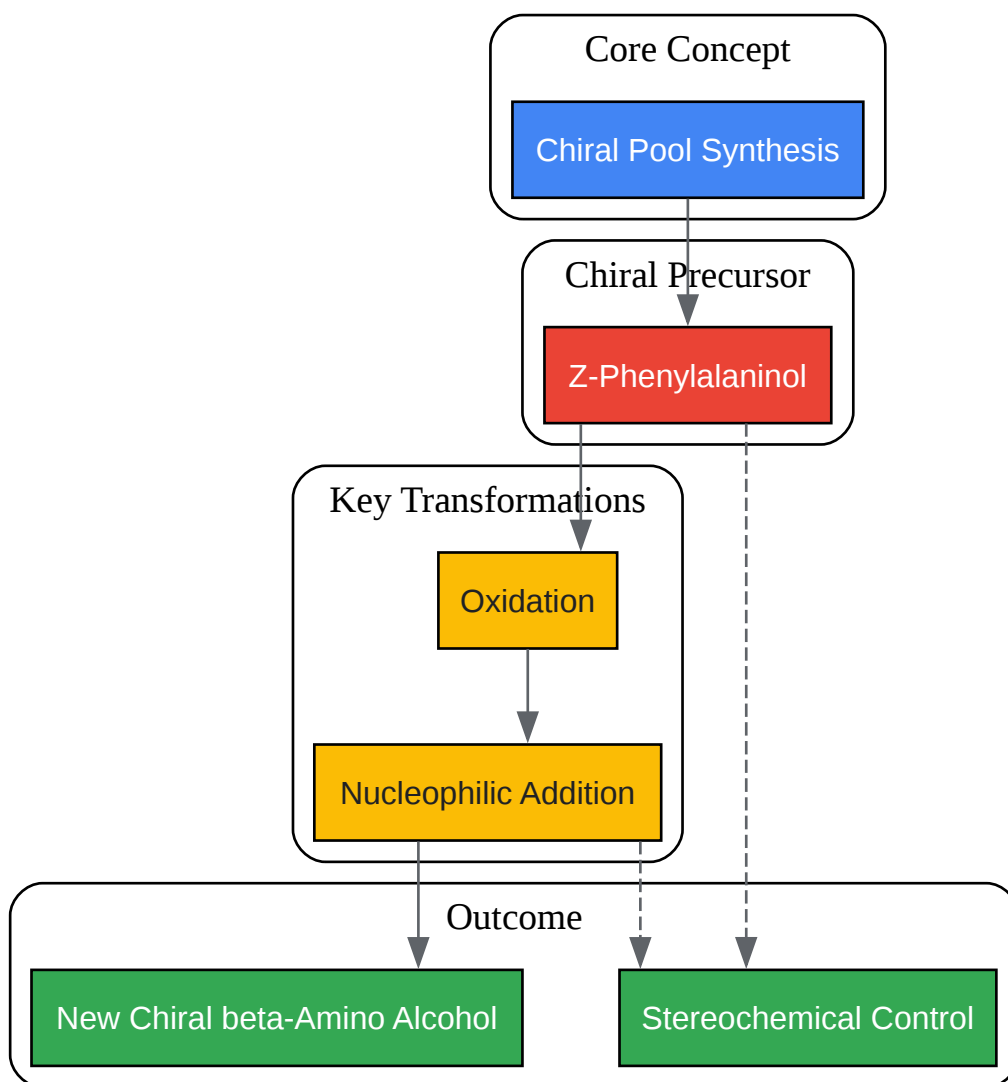 Core Concept
Chiral Pool Synthesis
Chiral Precursor
Z-Phenylalaninol
Key Transformations
Oxidation
Nucleophilic Addition
Outcome
New Chiral beta-Amino Alcohol
Stereochemical Control